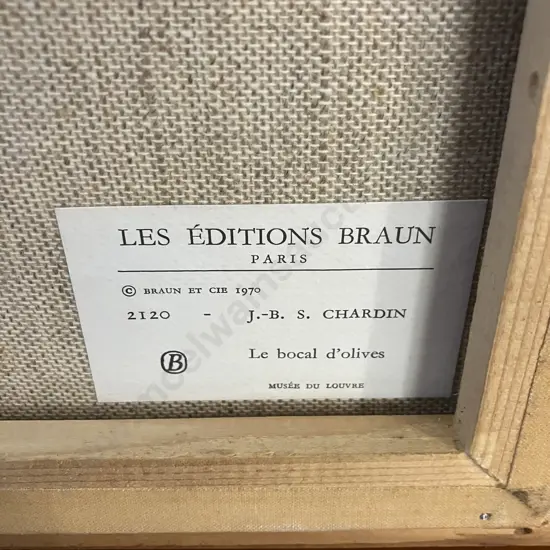 LES ÉDITIONS BRAUN
PARIS
© BRAUN ET CIE 1970
2120 - J.-B. S. CHARDIN
B Le bocal d'olives
MUSÉE DU LOUVRE